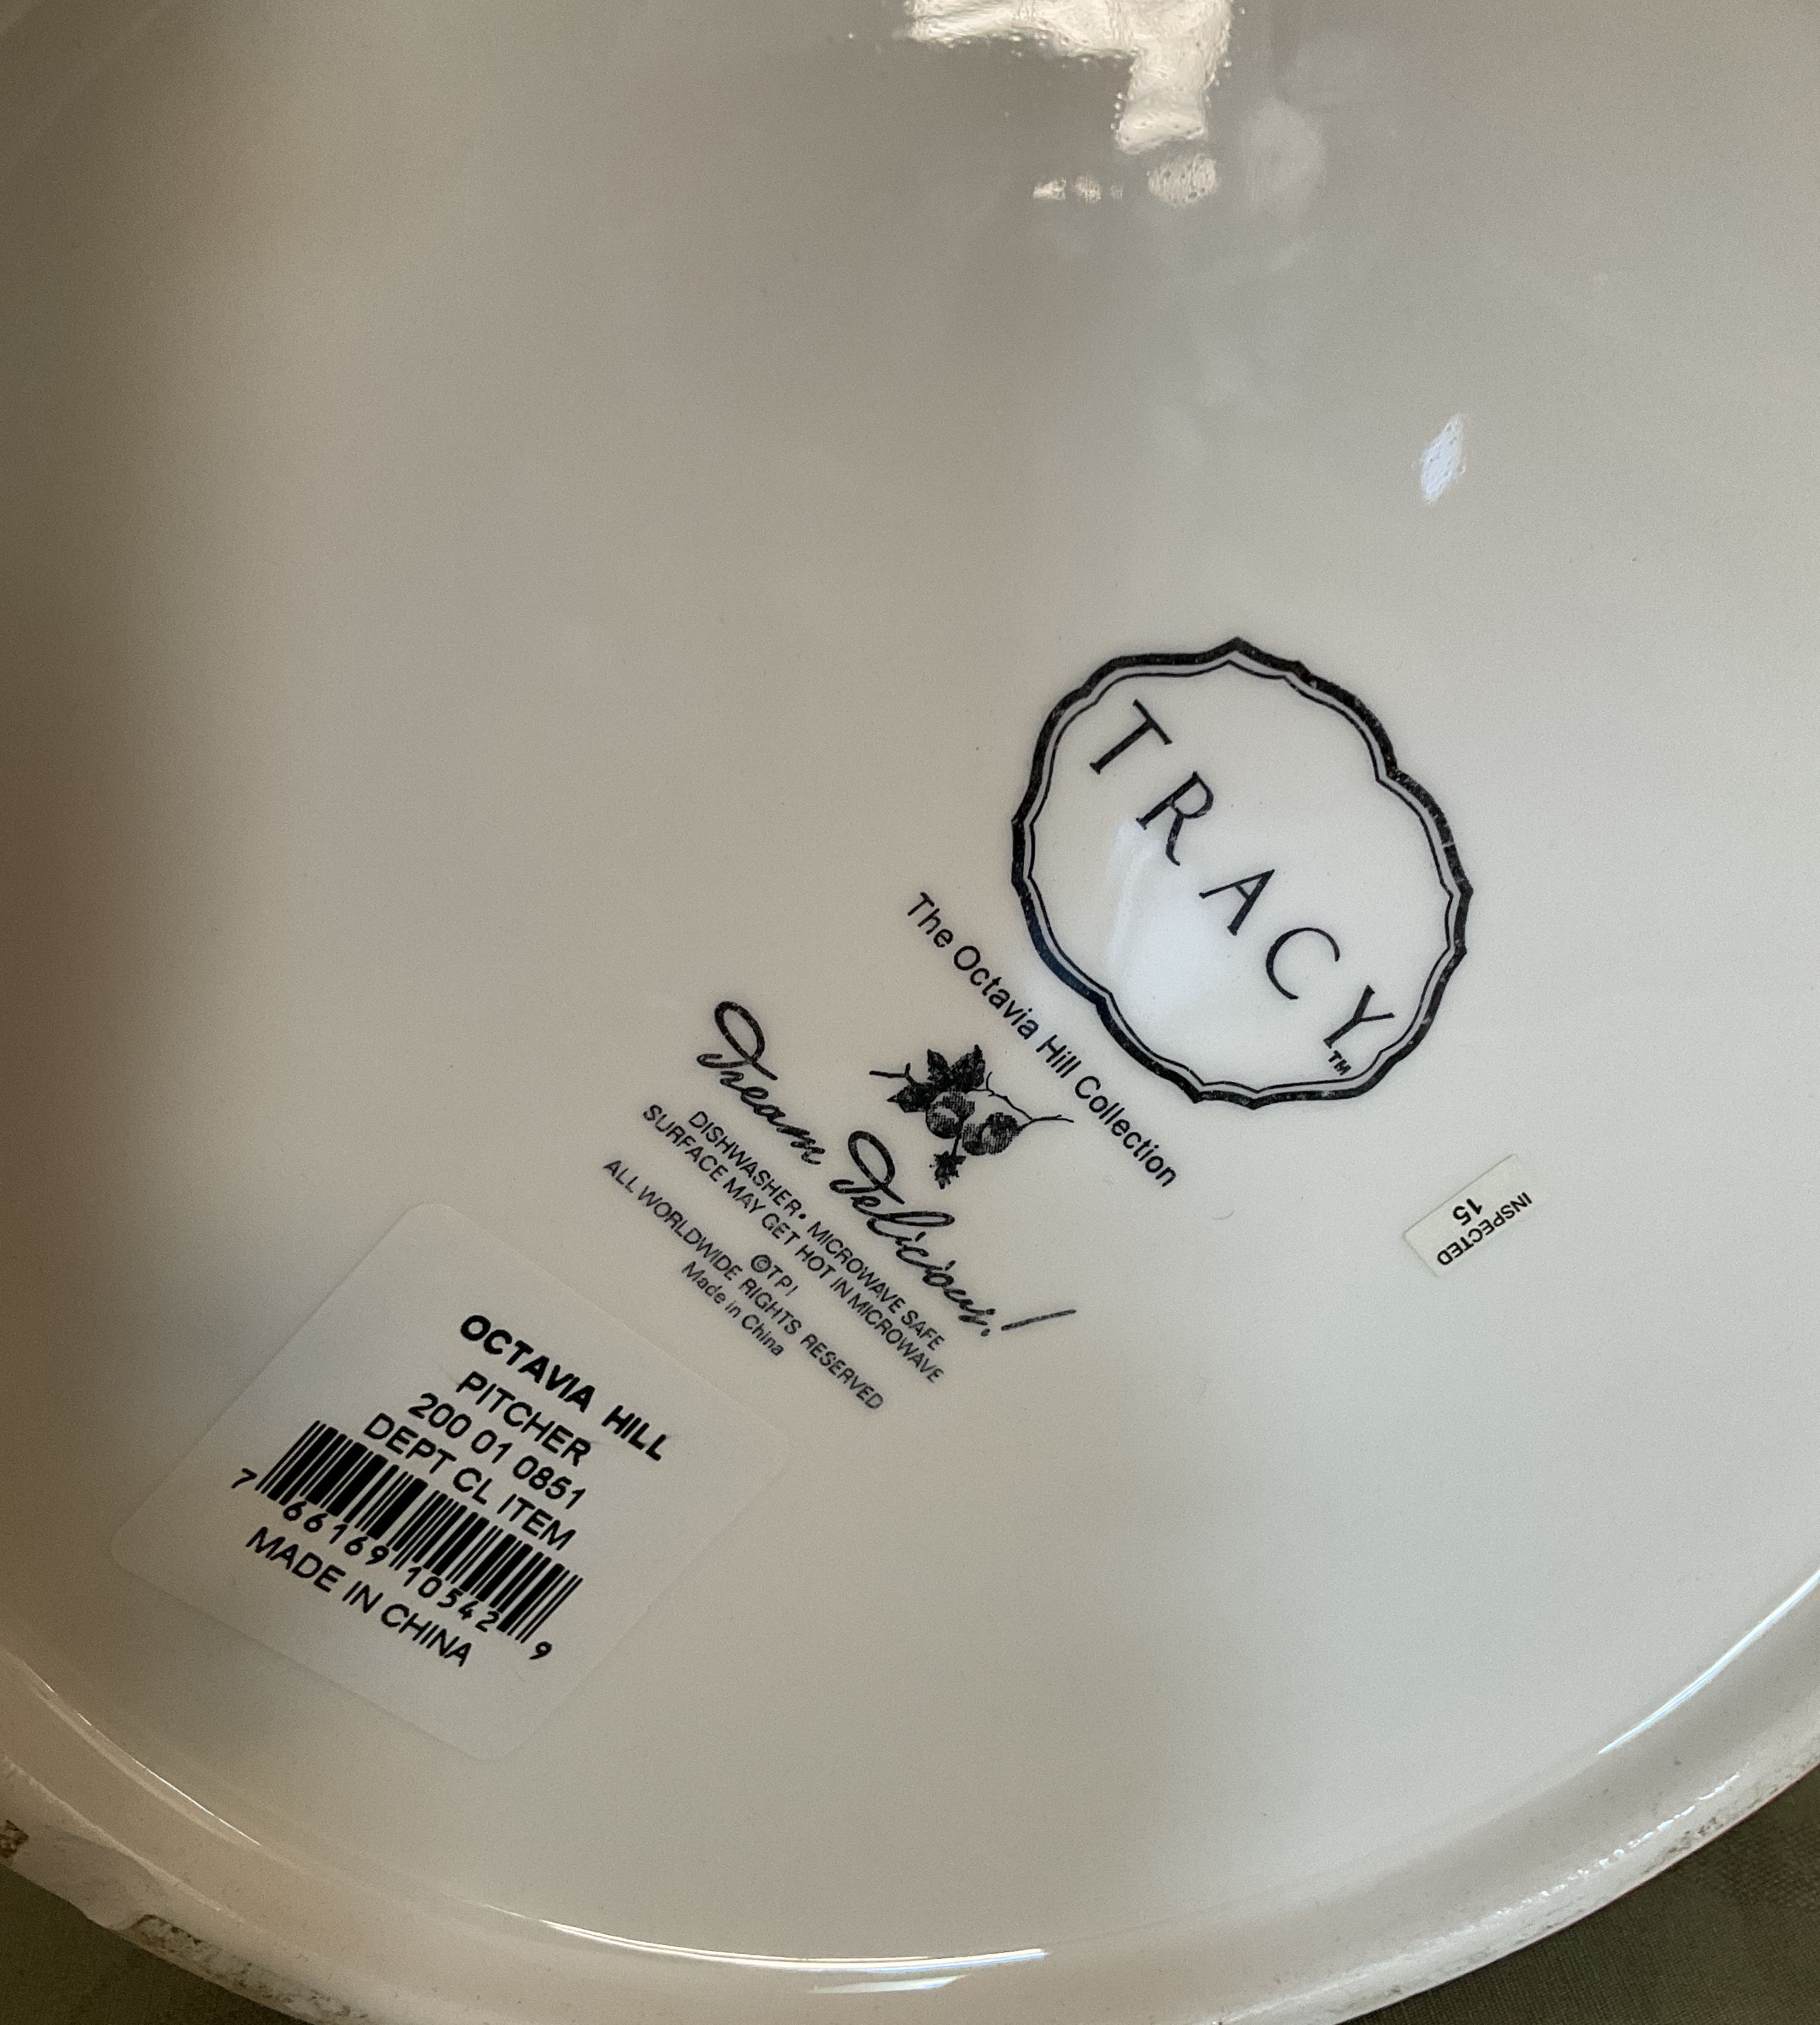 TRACY™
The Octavia Hill Collection
Dream Delicious!
DISHWASHER • MICROWAVE SAFE
SURFACE MAY GET HOT IN MICROWAVE
©TPI
ALL WORLDWIDE RIGHTS RESERVED
Made in China
INSPECTED
15
OCTAVIA HILL
PITCHER
200 01 0851
DEPT CL ITEM
7 66169 10542 9
MADE IN CHINA